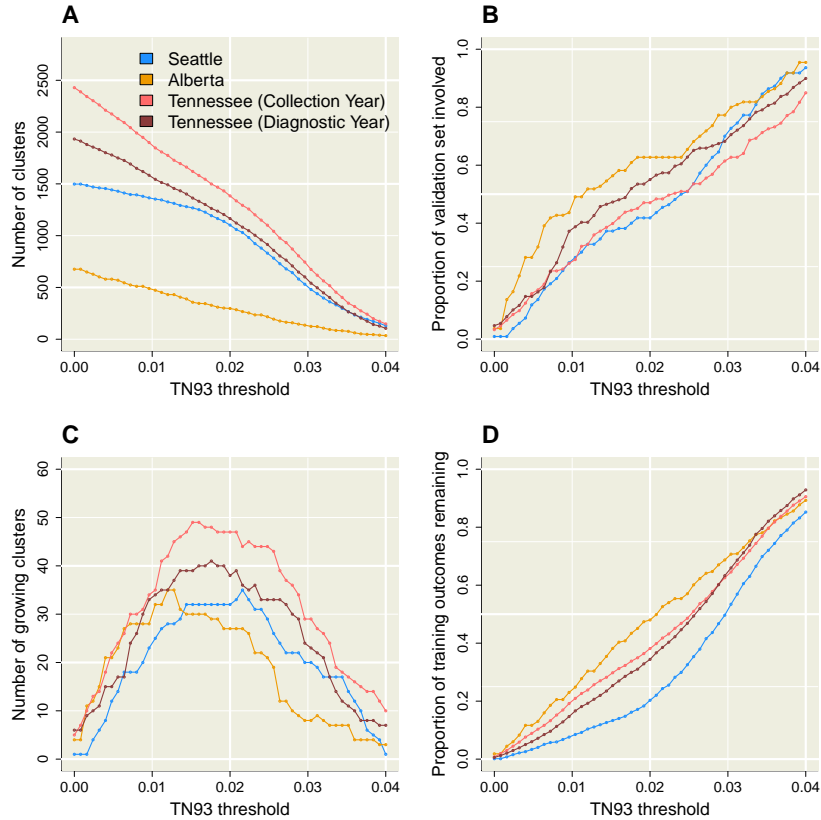 A
Number of clusters
2500
2000
1500
1000
500
0
Seattle
Alberta
Tennessee (Collection Year)
Tennessee (Diagnostic Year)
0.00 0.01 0.02 0.03 0.04
TN93 threshold
B
Proportion of validation set involved
1.0
0.8
0.6
0.4
0.2
0.0
0.00 0.01 0.02 0.03 0.04
TN93 threshold
C
Number of growing clusters
60
50
40
30
20
10
0
0.00 0.01 0.02 0.03 0.04
TN93 threshold
D
Proportion of training outcomes remaining
1.0
0.8
0.6
0.4
0.2
0.0
0.00 0.01 0.02 0.03 0.04
TN93 threshold